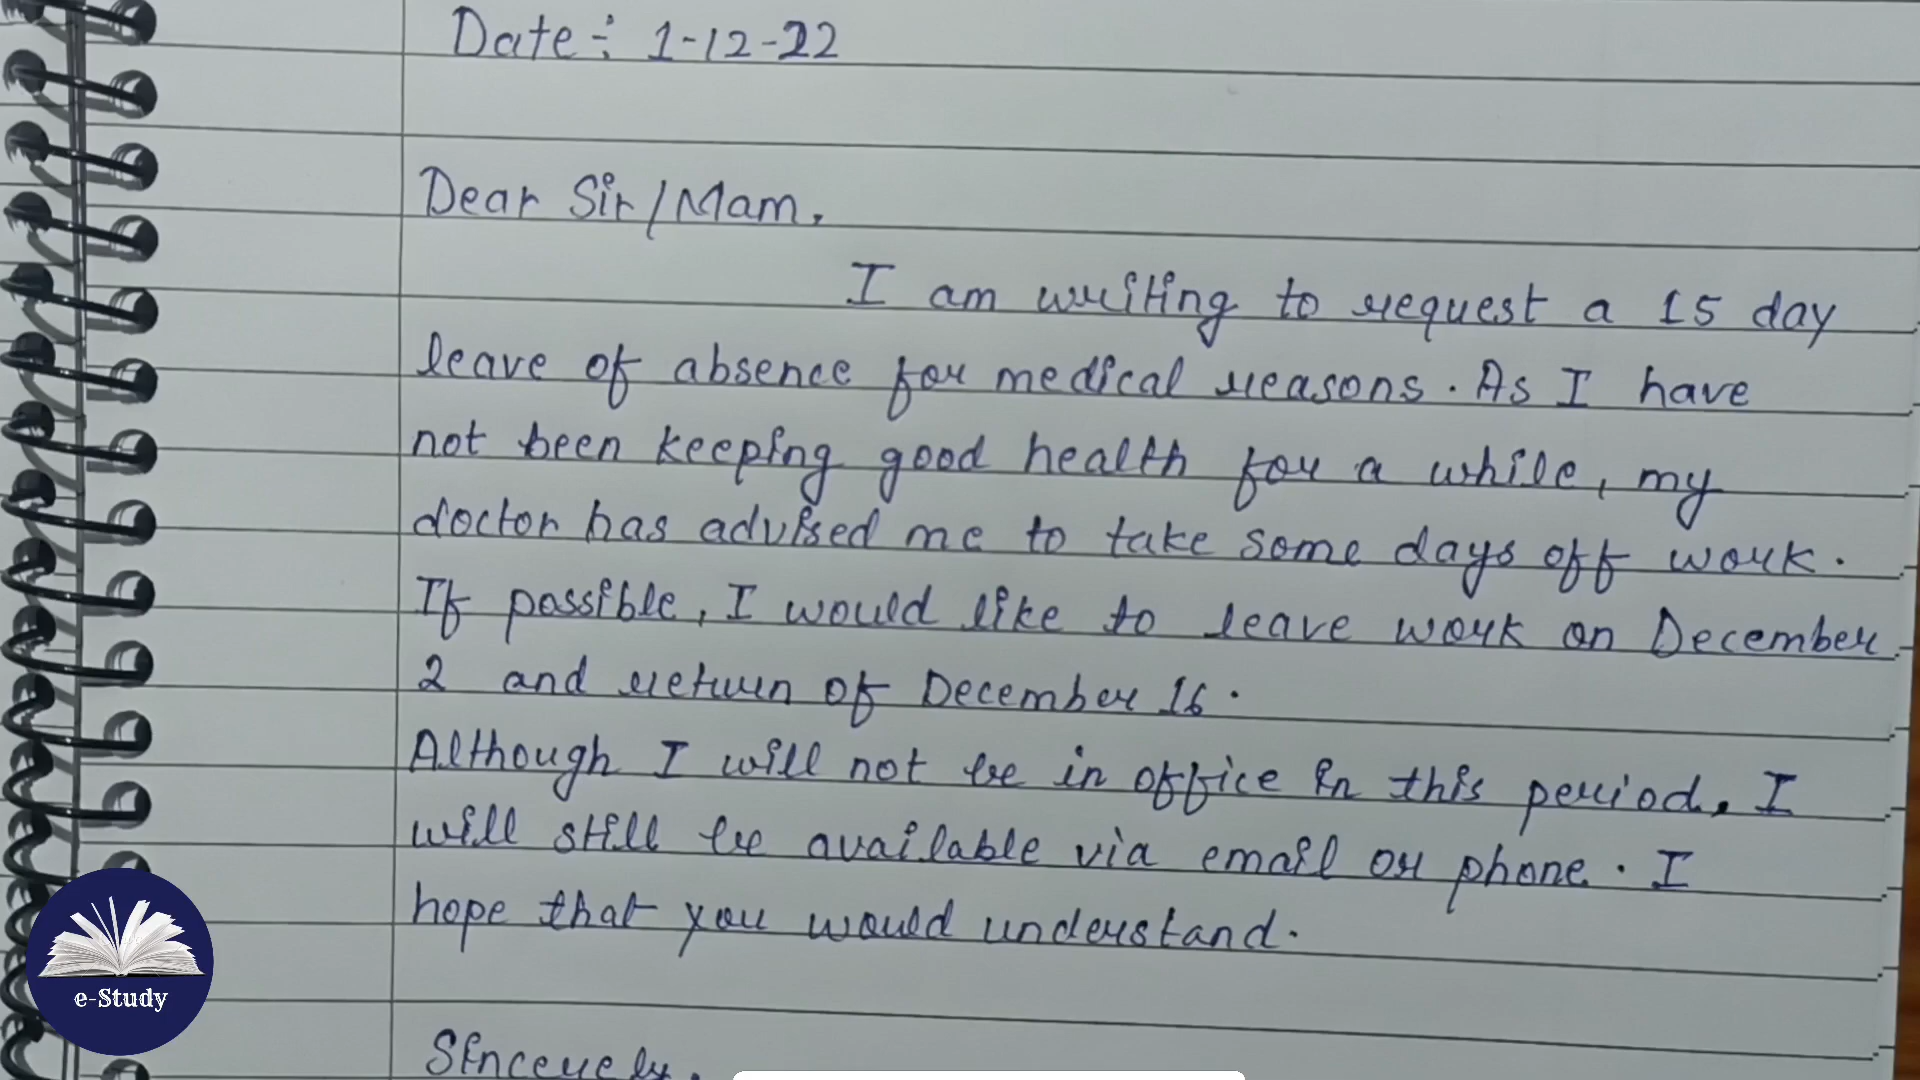 Date : 1-12-22
Dear Sir/Mam,
I am writing to request a 15 day
leave of absence for medical reasons. As I have
not been keeping good health for a while, my
doctor has advised me to take some days off work.
If possible, I would like to leave work on December
2 and return of December 16.
Although I will not be in office in this period, I
will still be available via email or phone. I
hope that you would understand.
Sincerely,
e-Study